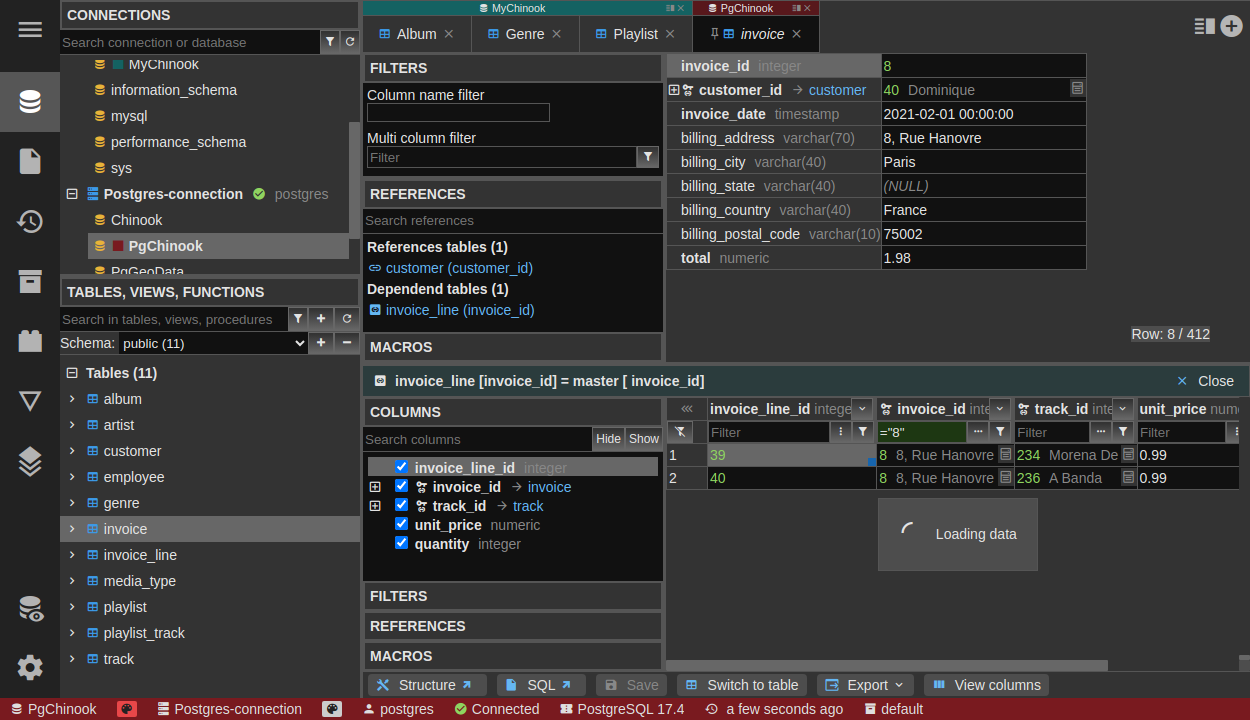 CONNECTIONS
Search connection or database
MyChinook
information_schema
mysql
performance_schema
sys
Postgres-connection postgres
Chinook
PgChinook
PgGeoData
TABLES, VIEWS, FUNCTIONS
Search in tables, views, procedures
Schema: public (11)
Tables (11)
album
artist
customer
employee
genre
invoice
invoice_line
media_type
playlist
playlist_track
track
MyChinook
PgChinook
Album
Genre
Playlist
invoice
FILTERS
Column name filter
Multi column filter
Filter
REFERENCES
Search references
References tables (1)
customer (customer_id)
Dependend tables (1)
invoice_line (invoice_id)
MACROS
invoice_id integer 8
customer_id customer 40 Dominique
invoice_date timestamp 2021-02-01 00:00:00
billing_address varchar(70) 8, Rue Hanovre
billing_city varchar(40) Paris
billing_state varchar(40) (NULL)
billing_country varchar(40) France
billing_postal_code varchar(10) 75002
total numeric 1.98
Row: 8 / 412
invoice_line [invoice_id] = master [ invoice_id]
Close
COLUMNS
Search columns
Hide
Show
invoice_line_id integer
invoice_id invoice
track_id track
unit_price numeric
quantity integer
FILTERS
REFERENCES
MACROS
invoice_line_id intege invoice_id inte track_id inte unit_price num
Filter ="8" Filter Filter
1 39 8 8, Rue Hanovre 234 Morena De 0.99
2 40 8 8, Rue Hanovre 236 A Banda 0.99
Loading data
Structure
SQL
Save
Switch to table
Export
View columns
PgChinook
Postgres-connection
postgres
Connected
PostgreSQL 17.4
a few seconds ago
default